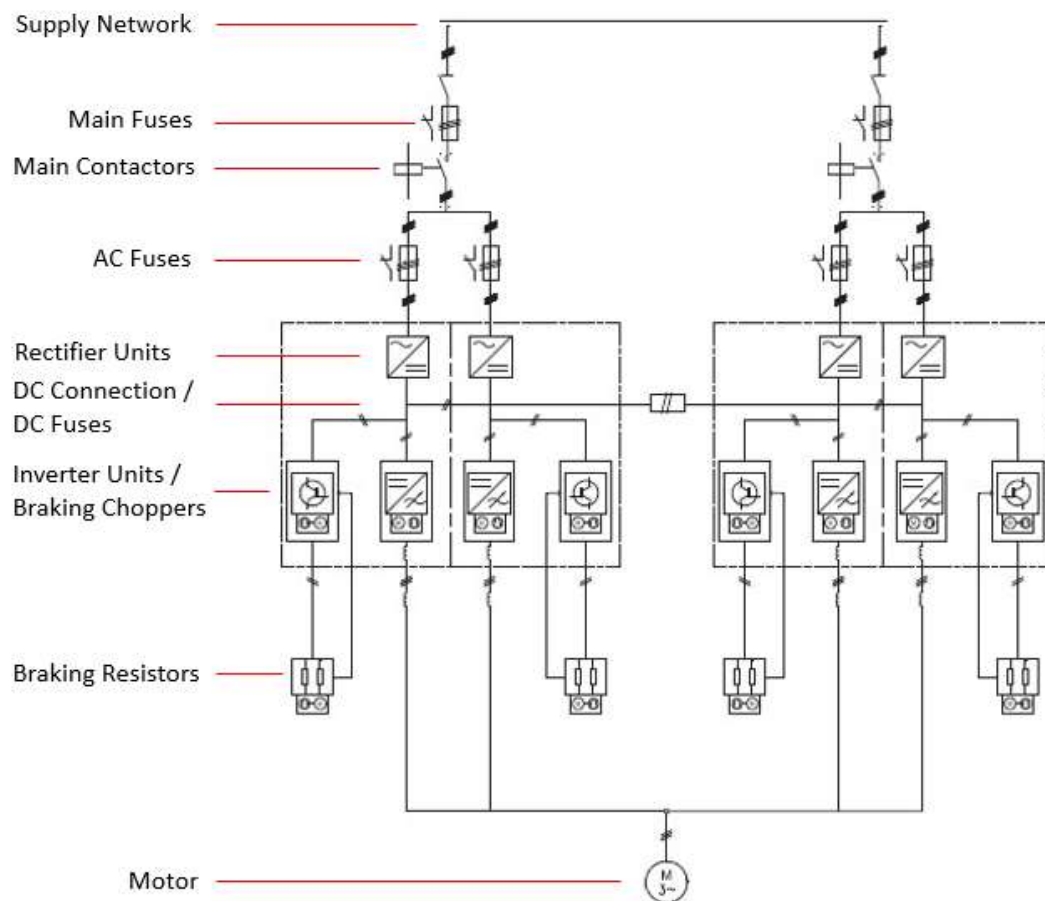 Supply Network
Main Fuses
Main Contactors
AC Fuses
Rectifier Units
DC Connection /
DC Fuses
Inverter Units /
Braking Choppers
Braking Resistors
Motor
M
3~